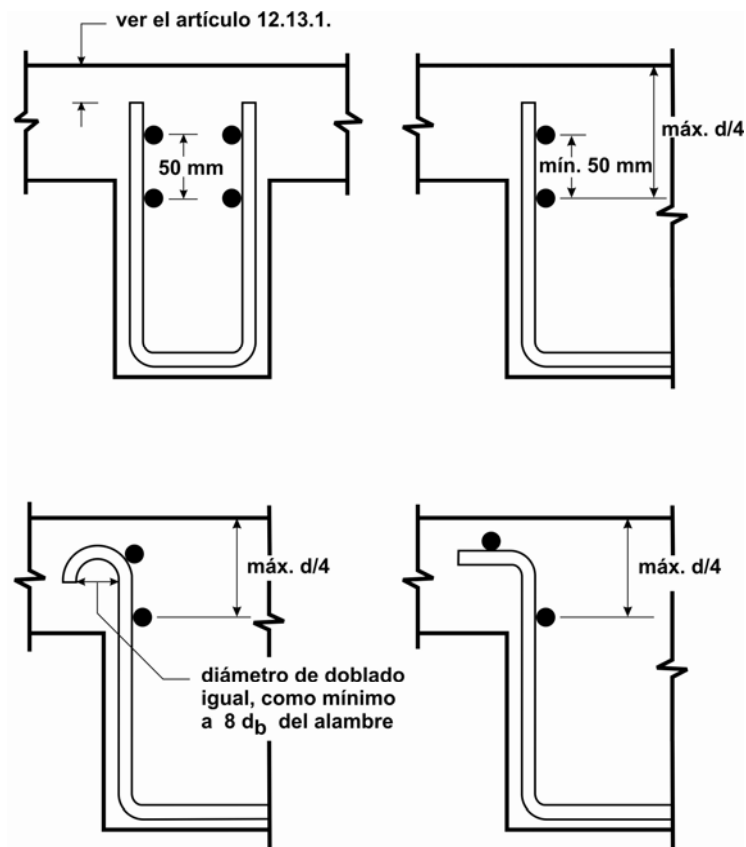 ver el artículo 12.13.1.
50 mm
máx. d/4
mín. 50 mm
máx. d/4
máx. d/4
diámetro de doblado
igual, como mínimo
a 8 db del alambre